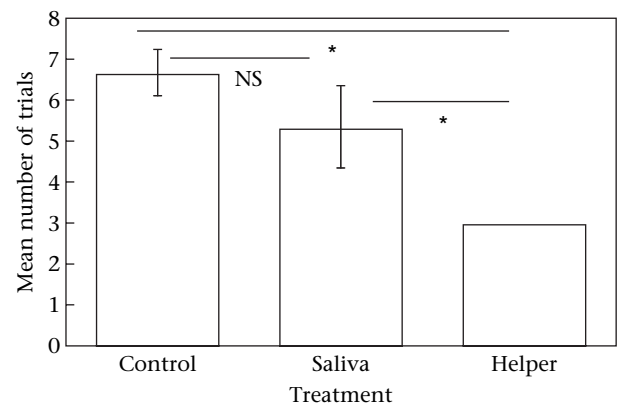 8
7
6
5
4
3
2
1
0
Mean number of trials
*
NS
*
Control Saliva Helper
Treatment